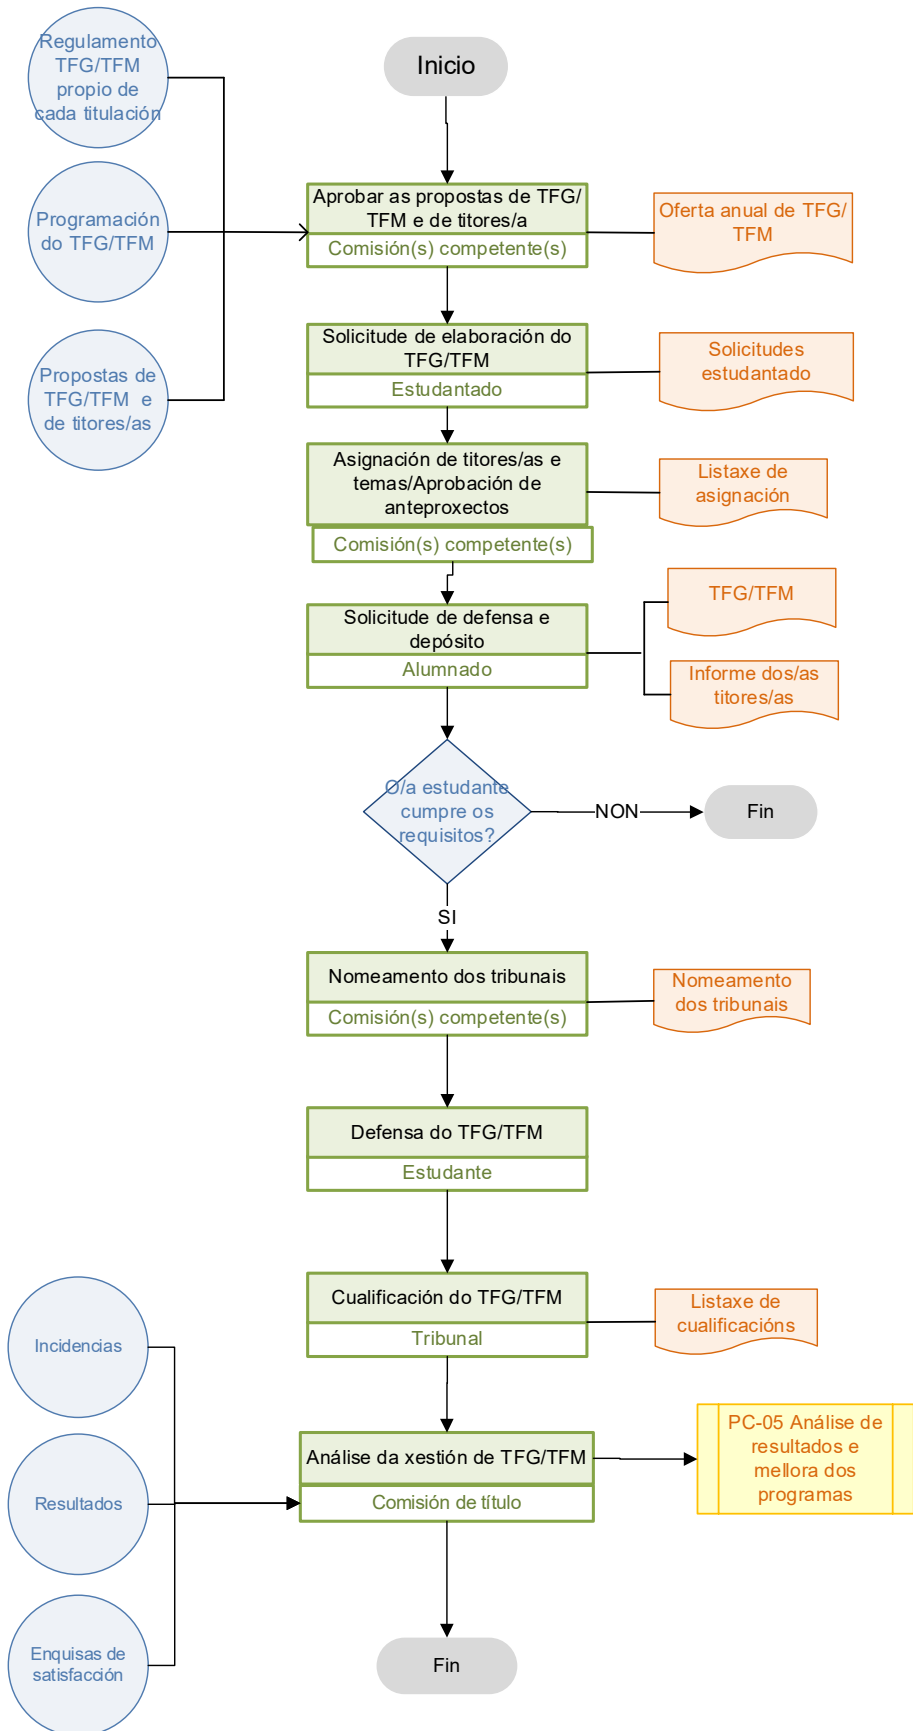 Regulamento
TFG/TFM
propio de
cada titulación
Inicio
Programación
do TFG/TFM
Aprobar as propostas de TFG/
TFM e de titores/a
Comisión(s) competente(s)
Oferta anual de TFG/
TFM
Propostas de
TFG/TFM e
de titores/as
Solicitude de elaboración do
TFG/TFM
Estudantado
Solicitudes
estudantado
Asignación de titores/as e
temas/Aprobación de
anteproxectos
Comisión(s) competente(s)
Listaxe de
asignación
Solicitude de defensa e
depósito
Alumnado
TFG/TFM
Informe dos/as
titores/as
O/a estudante
cumpre os
requisitos?
NON
Fin
SI
Nomeamento dos tribunais
Comisión(s) competente(s)
Nomeamento
dos tribunais
Defensa do TFG/TFM
Estudante
Cualificación do TFG/TFM
Tribunal
Listaxe de
cualificacións
Incidencias
Resultados
Enquisas de
satisfacción
Análise da xestión de TFG/TFM
Comisión de título
PC-05 Análise de
resultados e
mellora dos
programas
Fin